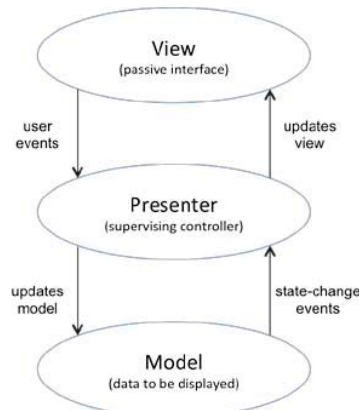 View
(passive interface)
user
events
updates
view
Presenter
(supervising controller)
updates
model
state-change
events
Model
(data to be displayed)